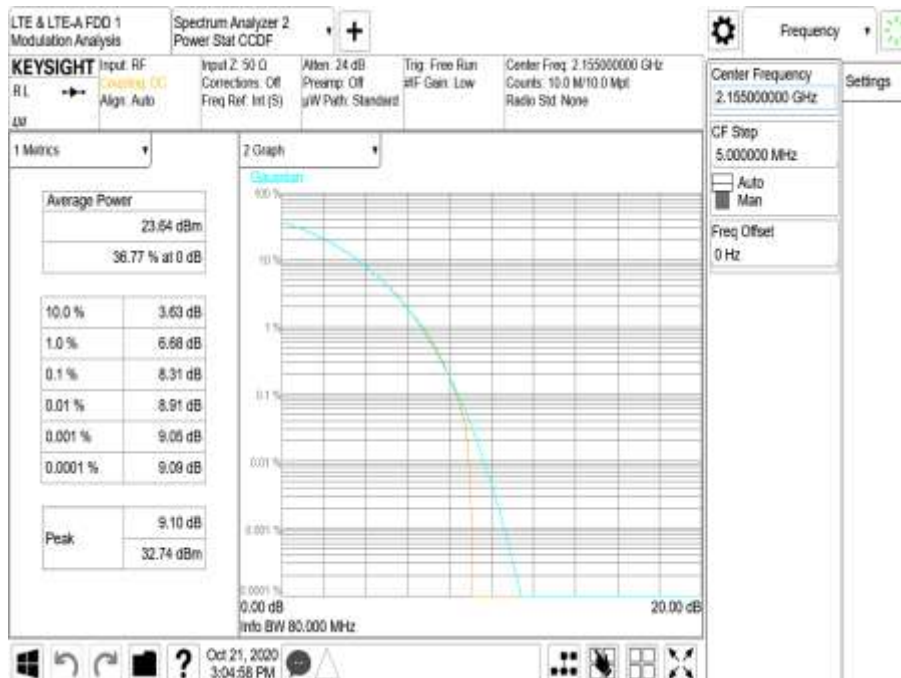 LTE & LTE-A FDD 1
Modulation Analysis
Spectrum Analyzer 2
Power Stat CCDF
Frequency
KEYSIGHT
Input: RF
Coupling: DC
Align: Auto
Input Z: 50 Ω
Corrections: Off
Freq Ref: Int (S)
Atten: 24 dB
Preamp: Off
µW Path: Standard
Trig: Free Run
#IF Gain: Low
Center Freq: 2.155000000 GHz
Counts: 10.0 M/10.0 Mpt
Radio Std: None
RL
Center Frequency
2.155000000 GHz
Settings
CF Step
5.000000 MHz
Auto
Man
Freq Offset
0 Hz
1 Metrics
Average Power
23.64 dBm
36.77 % at 0 dB
10.0 % 3.63 dB
1.0 % 6.68 dB
0.1 % 8.31 dB
0.01 % 8.91 dB
0.001 % 9.05 dB
0.0001 % 9.09 dB
Peak
9.10 dB
32.74 dBm
2 Graph
Gaussian
100 %
10 %
1 %
0.1 %
0.01 %
0.001 %
0.0001 %
0.00 dB
20.00 dB
Info BW 80.000 MHz
?
Oct 21, 2020
3:04:58 PM